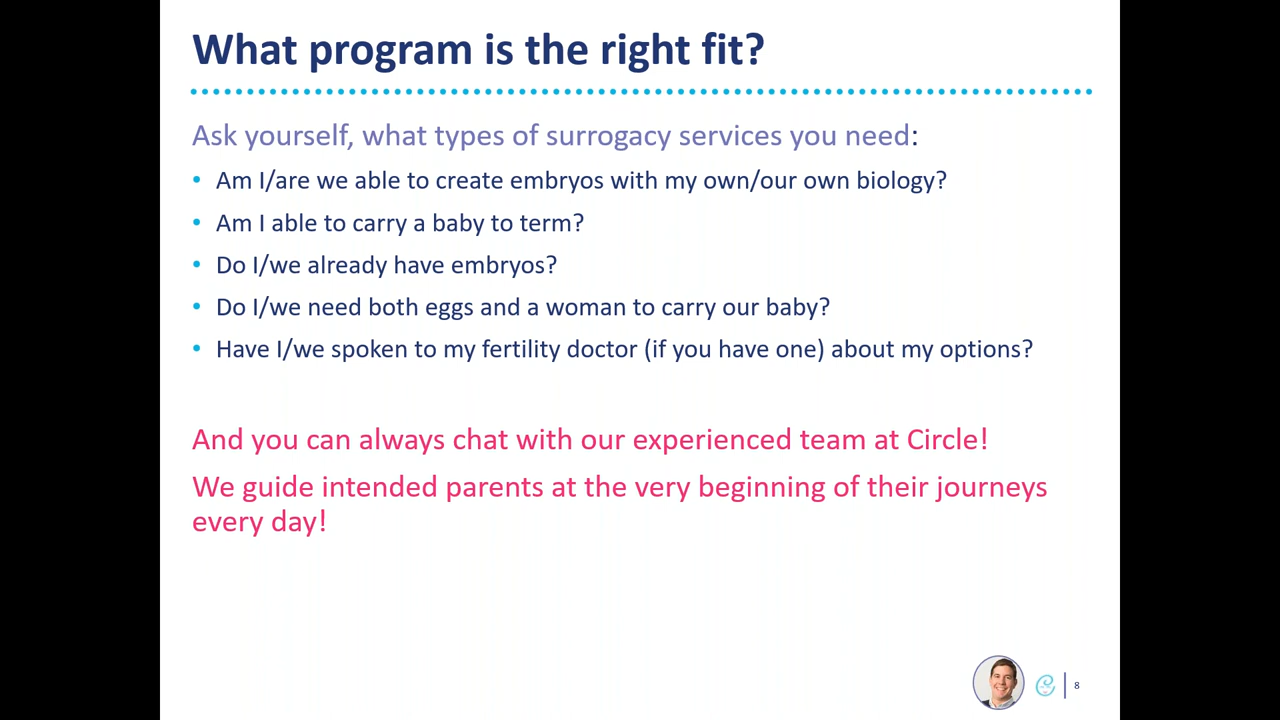 What program is the right fit?
Ask yourself, what types of surrogacy services you need:
• Am I/are we able to create embryos with my own/our own biology?
• Am I able to carry a baby to term?
• Do I/we already have embryos?
• Do I/we need both eggs and a woman to carry our baby?
• Have I/we spoken to my fertility doctor (if you have one) about my options?
And you can always chat with our experienced team at Circle!
We guide intended parents at the very beginning of their journeys
every day!
8